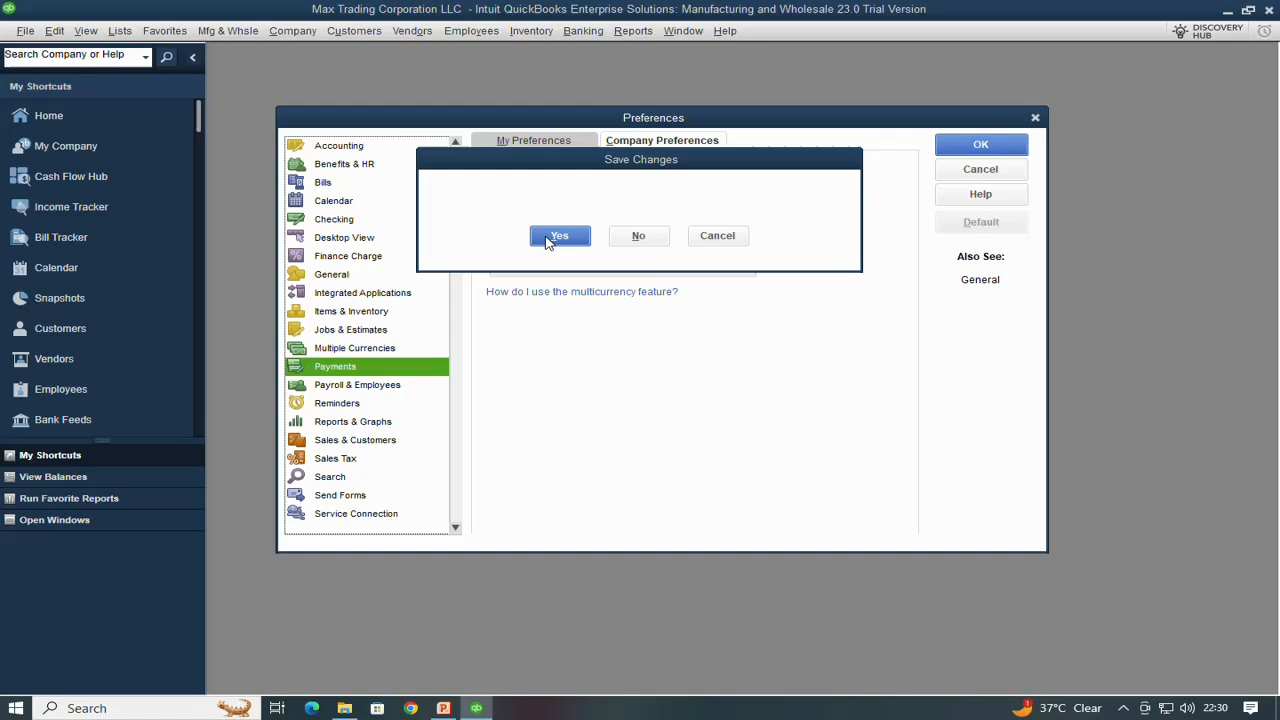 Max Trading Corporation LLC - Intuit QuickBooks Enterprise Solutions: Manufacturing and Wholesale 23.0 Trial Version
File Edit View Lists Favorites Mfg & Whsle Company Customers Vendors Employees Inventory Banking Reports Window Help
DISCOVERY
HUB
Search Company or Help
My Shortcuts
Home
My Company
Cash Flow Hub
Income Tracker
Bill Tracker
Calendar
Snapshots
Customers
Vendors
Employees
Bank Feeds
My Shortcuts
View Balances
Run Favorite Reports
Open Windows
Preferences
Accounting
Benefits & HR
Bills
Calendar
Checking
Desktop View
Finance Charge
General
Integrated Applications
Items & Inventory
Jobs & Estimates
Multiple Currencies
Payments
Payroll & Employees
Reminders
Reports & Graphs
Sales & Customers
Sales Tax
Search
Send Forms
Service Connection
My Preferences Company Preferences
Save Changes
Yes No Cancel
How do I use the multicurrency feature?
OK
Cancel
Help
Default
Also See:
General
Search
37°C Clear 22:30